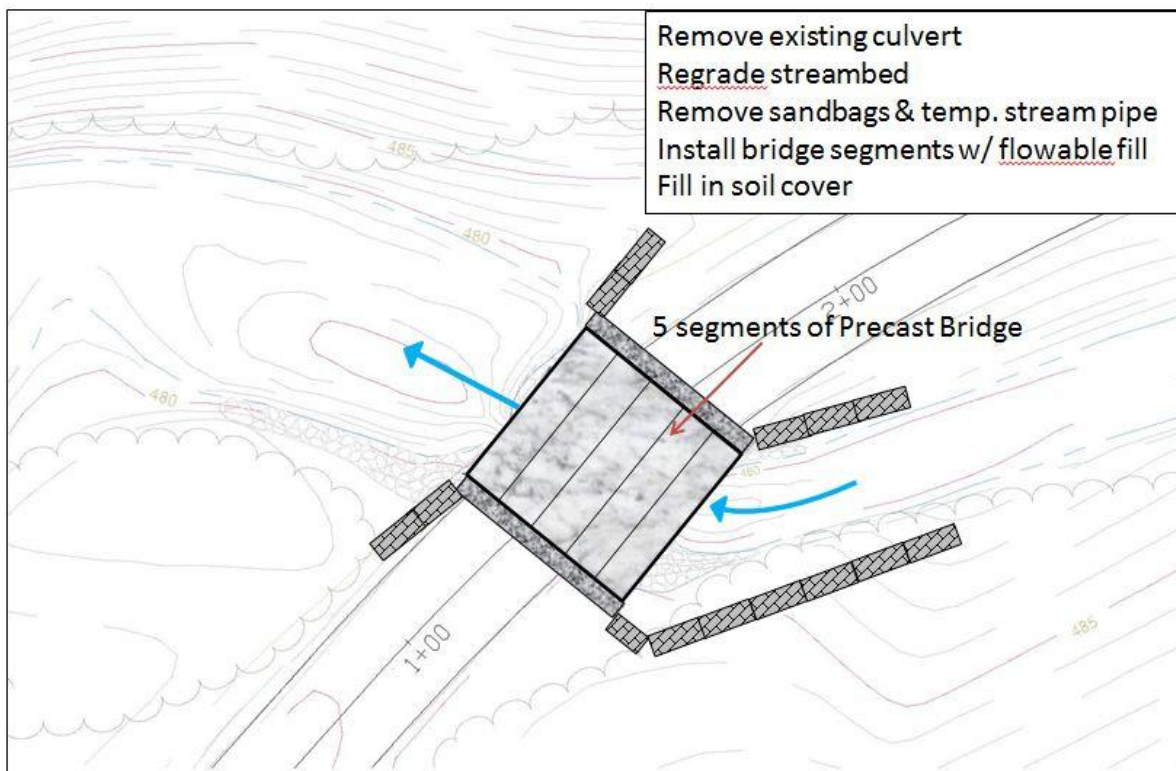 Remove existing culvert
Regrade streambed
Remove sandbags & temp. stream pipe
Install bridge segments w/ flowable fill
Fill in soil cover
485
480
2+00
5 segments of Precast Bridge
480
480
1+00
485